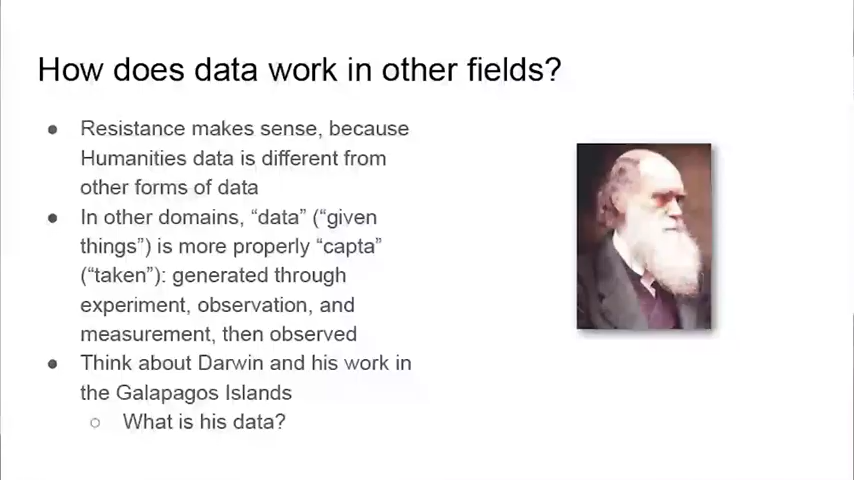 How does data work in other fields?
● Resistance makes sense, because
Humanities data is different from
other forms of data
● In other domains, “data” (“given
things”) is more properly “capta”
(“taken”): generated through
experiment, observation, and
measurement, then observed
● Think about Darwin and his work in
the Galapagos Islands
○ What is his data?